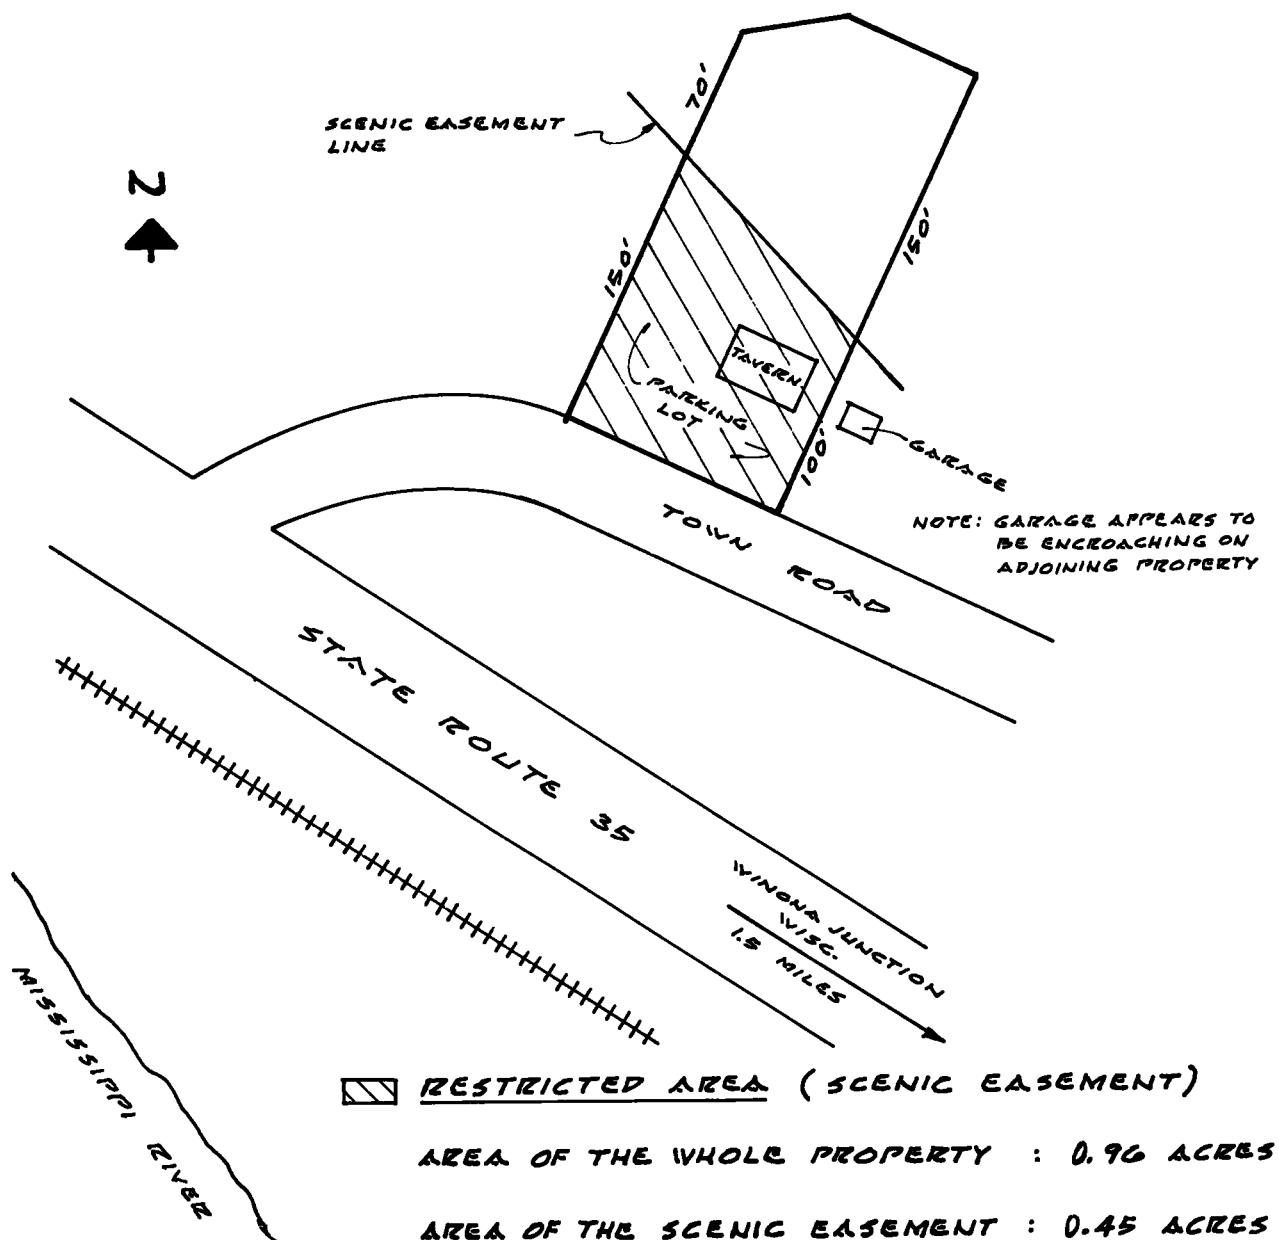 70'
SCENIC EASEMENT
LINE
N
150'
150'
TAVERN
PARKING
LOT
100'
GARAGE
NOTE: GARAGE APPEARS TO
BE ENCROACHING ON
ADJOINING PROPERTY
TOWN ROAD
STATE ROUTE 35
WINONA JUNCTION
WISC.
1.5 MILES
MISSISSIPPI RIVER
RESTRICTED AREA (SCENIC EASEMENT)
AREA OF THE WHOLE PROPERTY : 0.96 ACRES
AREA OF THE SCENIC EASEMENT : 0.45 ACRES